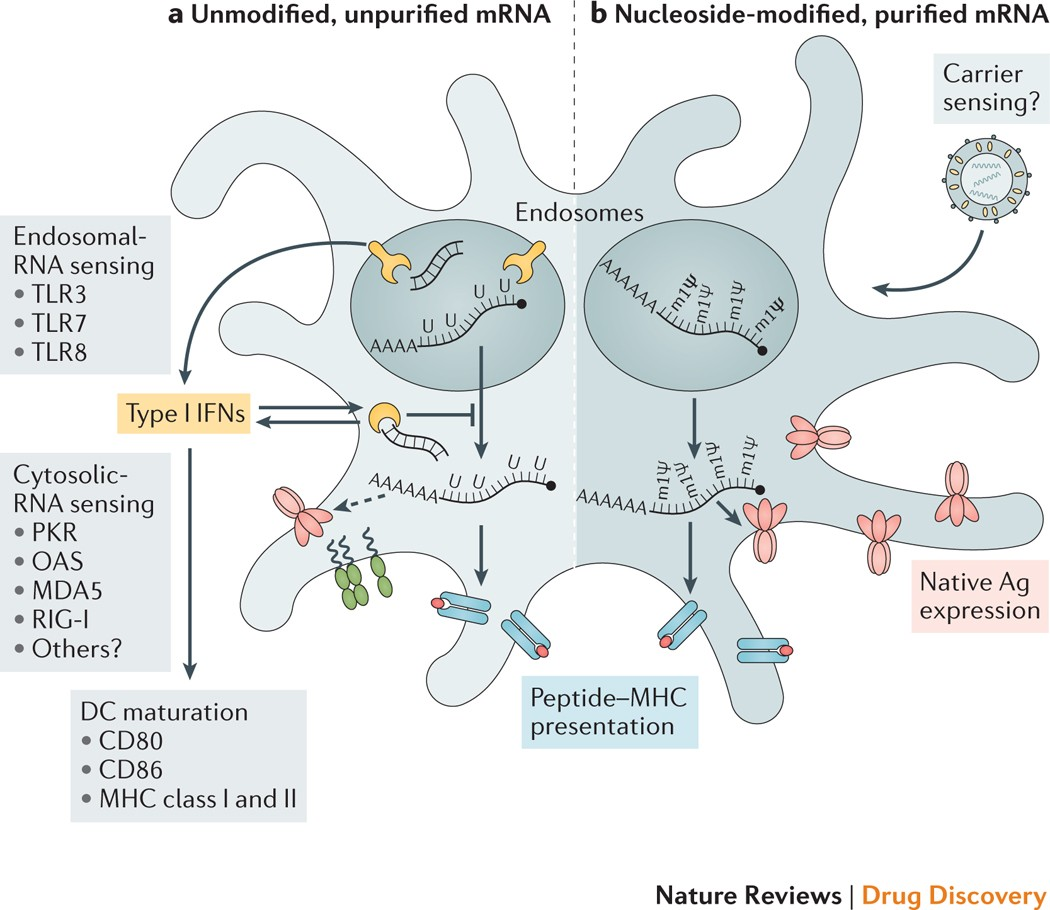 a Unmodified, unpurified mRNA
b Nucleoside-modified, purified mRNA
Carrier
sensing?
Endosomes
Endosomal-
RNA sensing
• TLR3
• TLR7
• TLR8
U U
U U
AAAA
AAAAAA
m1Ψ
m1Ψ
m1Ψ
m1Ψ
Type I IFNs
Cytosolic-
RNA sensing
• PKR
• OAS
• MDA5
• RIG-I
• Others?
AAAAAA
U U
U U
AAAAAA
m1Ψ
m1Ψ
m1Ψ
m1Ψ
Native Ag
expression
Peptide–MHC
presentation
DC maturation
• CD80
• CD86
• MHC class I and II
Nature Reviews | Drug Discovery